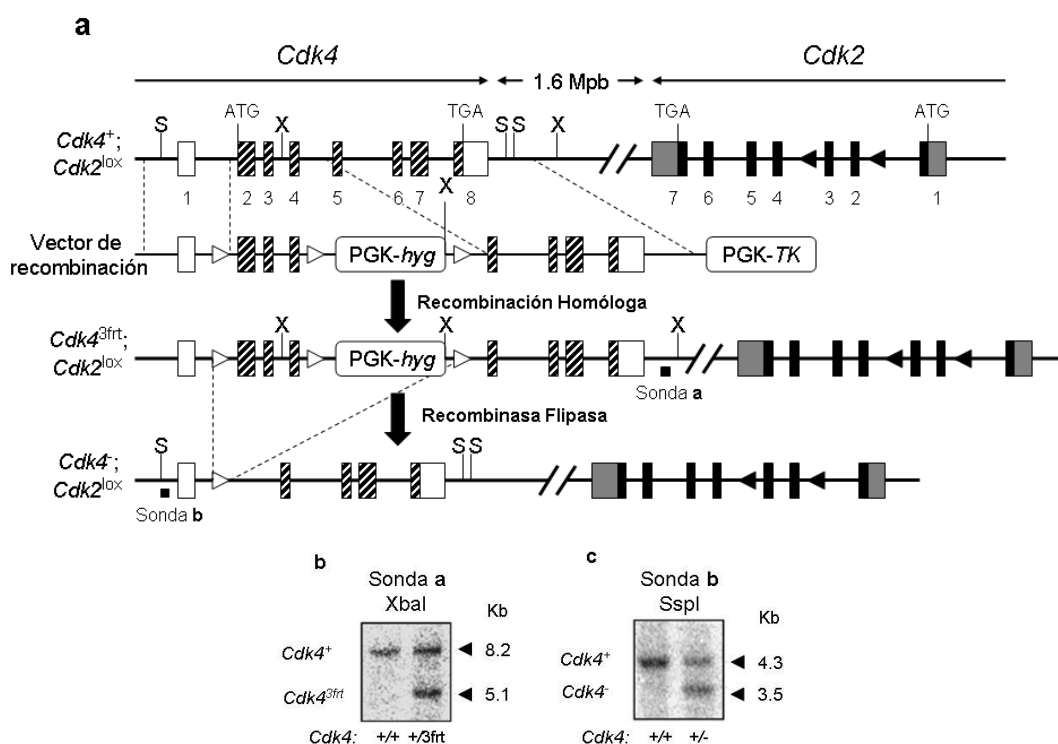 a
Cdk4
1.6 Mpb
Cdk2
ATG
TGA
TGA
ATG
S
X
S S
X
Cdk4+;
Cdk2lox
1
2
3
4
5
6
7
8
7
6
5
4
3
2
1
X
Vector de
recombinación
PGK-hyg
PGK-TK
Recombinación Homóloga
X
X
X
Cdk43frt;
Cdk2lox
PGK-hyg
Sonda a
Recombinasa Flipasa
S
S S
Cdk4-;
Cdk2lox
Sonda b
b
Sonda a
XbaI
Kb
Cdk4+
8.2
Cdk43frt
5.1
Cdk4: +/+ +/3frt
c
Sonda b
SspI
Kb
Cdk4+
4.3
Cdk4-
3.5
Cdk4: +/+ +/-